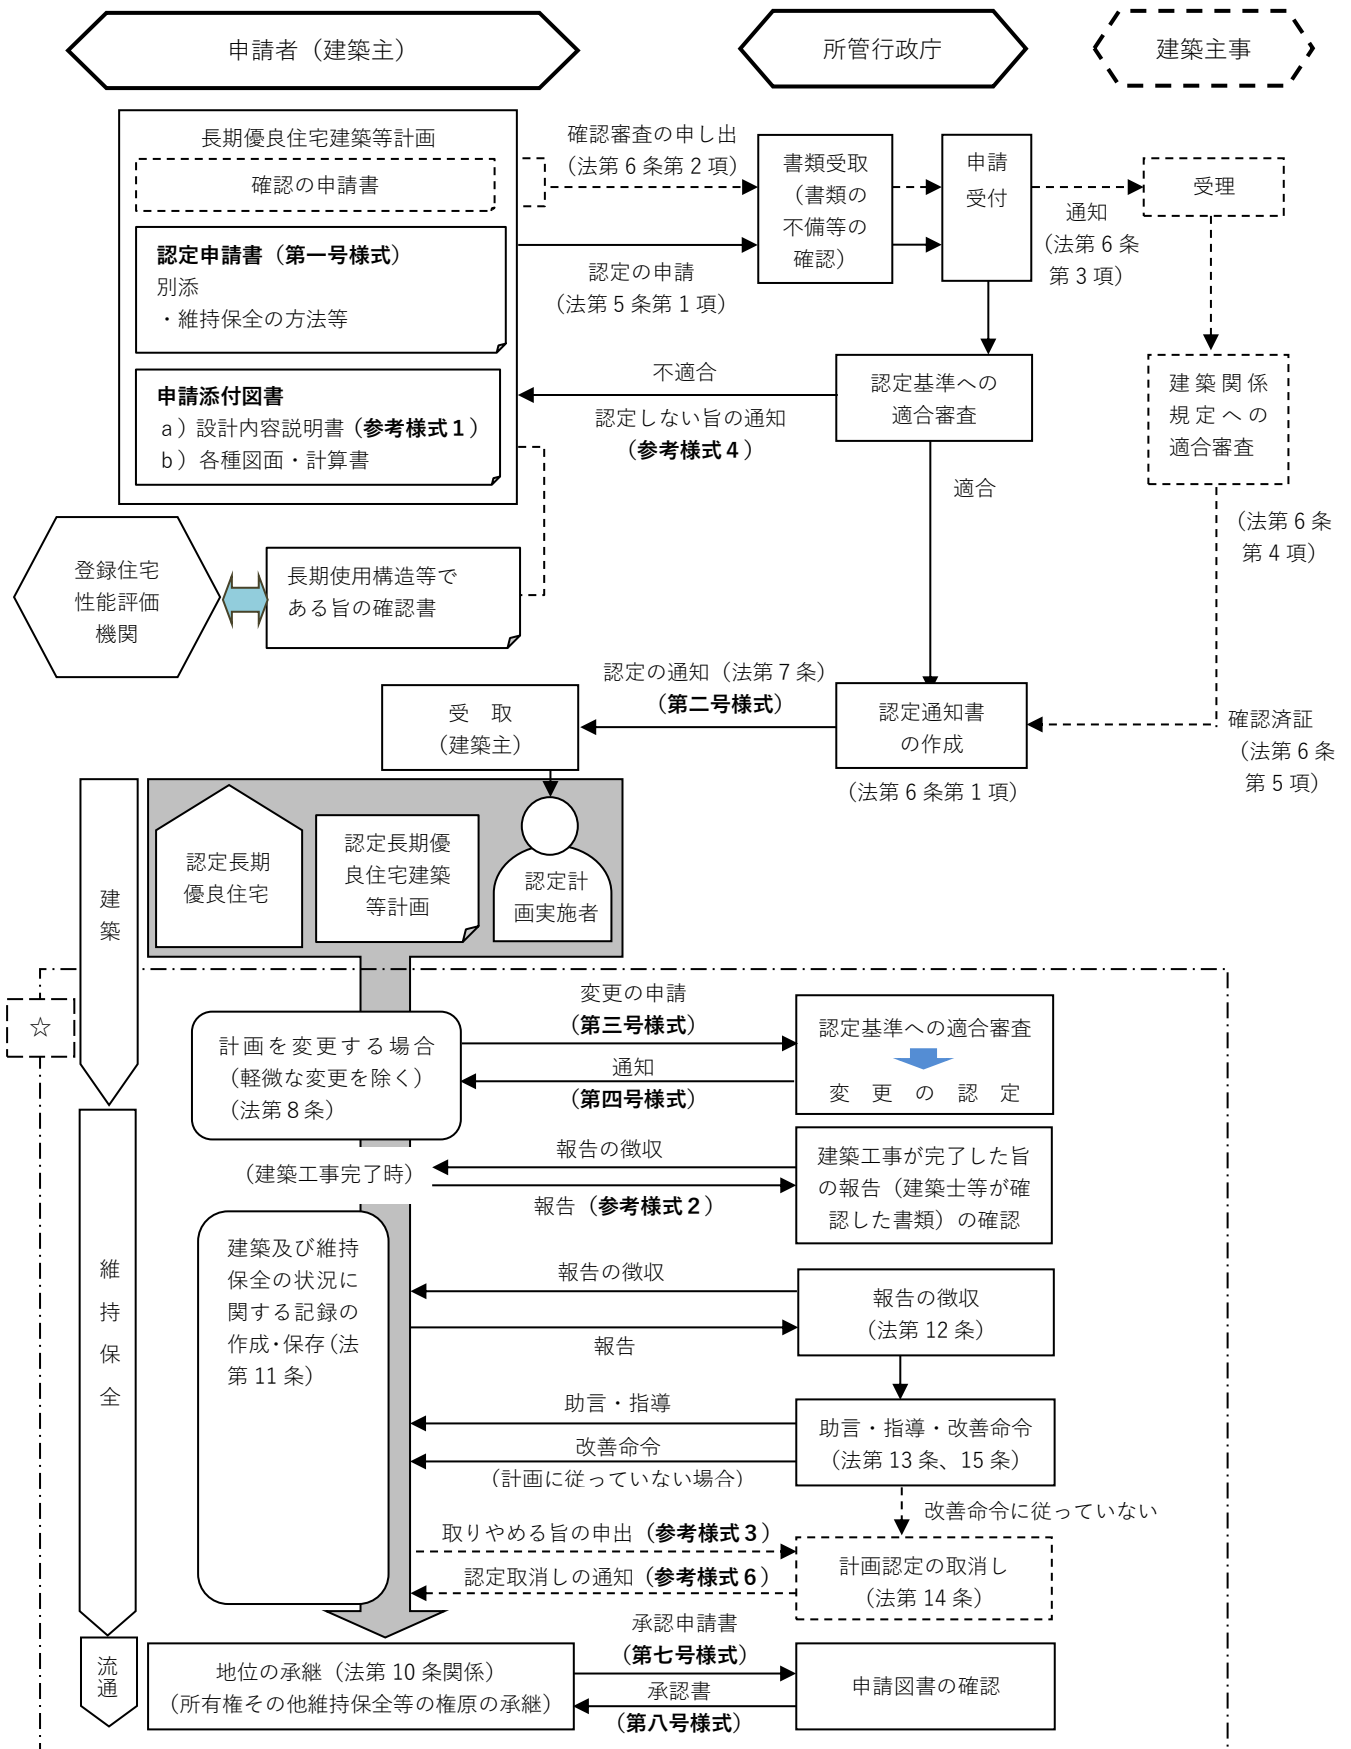 申請者（建築主）
所管行政庁
建築主事
長期優良住宅建築等計画
確認の申請書
認定申請書（第一号様式）
別添
・維持保全の方法等
申請添付図書
a）設計内容説明書（参考様式１）
b）各種図面・計算書
確認審査の申し出
（法第６条第２項）
認定の申請
（法第５条第１項）
書類受取
（書類の
不備等の
確認）
申請
受付
通知
（法第６条
第３項）
受理
不適合
認定しない旨の通知
（参考様式４）
認定基準への
適合審査
建築関係
規定への
適合審査
適合
（法第６条
第４項）
登録住宅
性能評価
機関
長期使用構造等で
ある旨の確認書
認定の通知（法第７条）
（第二号様式）
受　取
（建築主）
認定通知書
の作成
（法第６条第１項）
確認済証
（法第６条
第５項）
建
築
認定長期
優良住宅
認定長期優
良住宅建築
等計画
認定計
画実施者
☆
計画を変更する場合
（軽微な変更を除く）
（法第８条）
変更の申請
（第三号様式）
通知
（第四号様式）
認定基準への適合審査
変　更　の　認　定
（建築工事完了時）
報告の徴収
報告（参考様式２）
建築工事が完了した旨
の報告（建築士等が確
認した書類）の確認
維
持
保
全
建築及び維持
保全の状況に
関する記録の
作成・保存（法
第 11 条）
報告の徴収
報告
報告の徴収
（法第 12 条）
助言・指導
改善命令
（計画に従っていない場合）
助言・指導・改善命令
（法第 13 条、15 条）
改善命令に従っていない
取りやめる旨の申出（参考様式３）
認定取消しの通知（参考様式６）
計画認定の取消し
（法第 14 条）
流
通
地位の承継（法第 10 条関係）
（所有権その他維持保全等の権原の承継）
承認申請書
（第七号様式）
承認書
（第八号様式）
申請図書の確認